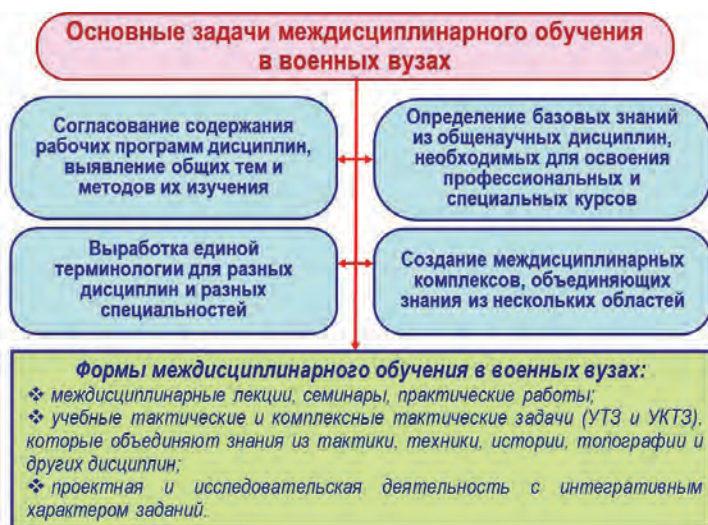 Основные задачи междисциплинарного обучения
в военных вузах
Согласование содержания
рабочих программ дисциплин,
выявление общих тем и
методов их изучения
Определение базовых знаний
из общенаучных дисциплин,
необходимых для освоения
профессиональных и
специальных курсов
Выработка единой
терминологии для разных
дисциплин и разных
специальностей
Создание междисциплинарных
комплексов, объединяющих
знания из нескольких областей
Формы междисциплинарного обучения в военных вузах:
❖ междисциплинарные лекции, семинары, практические работы;
❖ учебные тактические и комплексные тактические задачи (УТЗ и УКТЗ),
которые объединяют знания из тактики, техники, истории, топографии и
других дисциплин;
❖ проектная и исследовательская деятельность с интегративным
характером заданий.